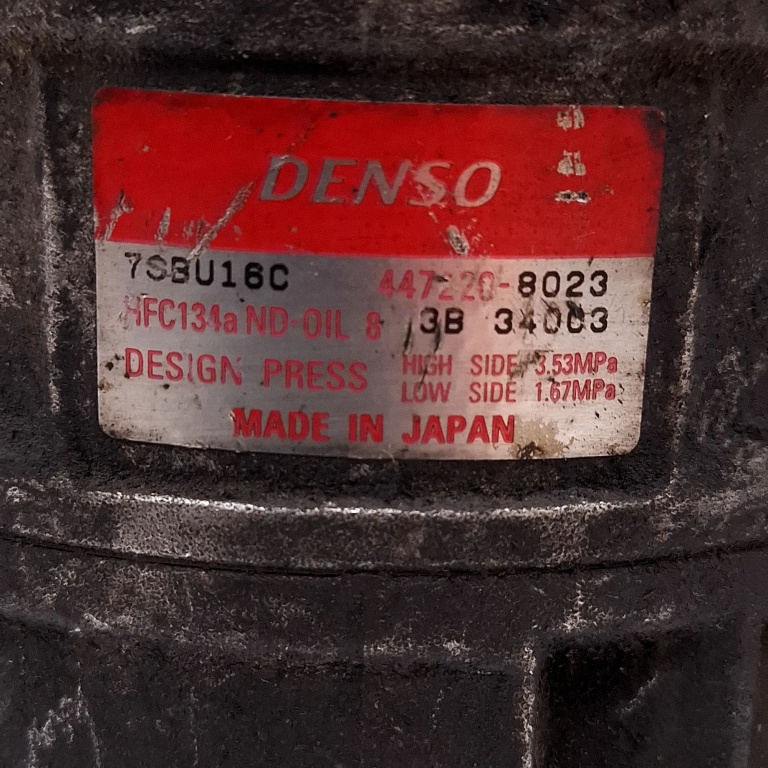 DENSO
7SBU16C 447220-8023
HFC134a ND-OIL 8 3B 34003
DESIGN PRESS HIGH SIDE 3.53MPa
LOW SIDE 1.67MPa
MADE IN JAPAN